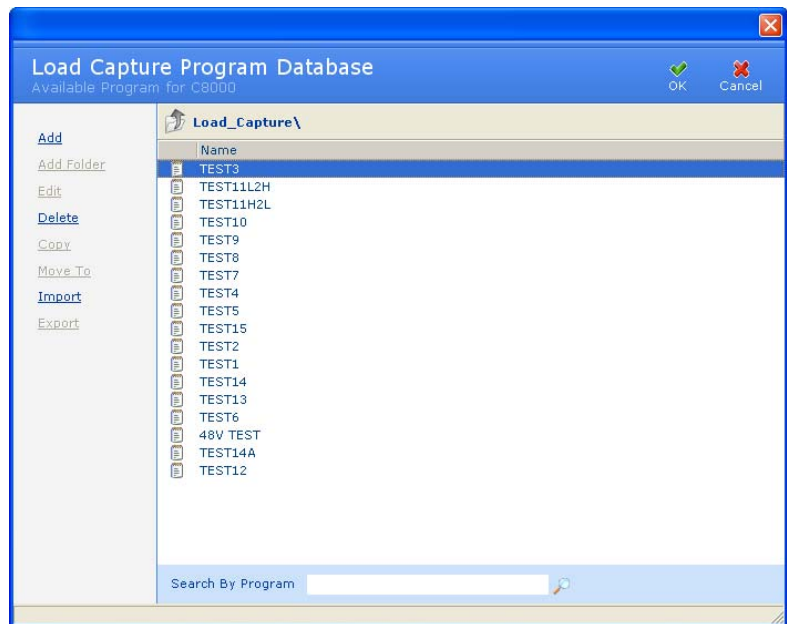 Load Capture Program Database
Available Program for C8000
OK
Cancel
Add
Add Folder
Edit
Delete
Copy
Move To
Import
Export
Load_Capture\
Name
TEST3
TEST11L2H
TEST11H2L
TEST10
TEST9
TEST8
TEST7
TEST4
TEST5
TEST15
TEST2
TEST1
TEST14
TEST13
TEST6
48V TEST
TEST14A
TEST12
Search By Program